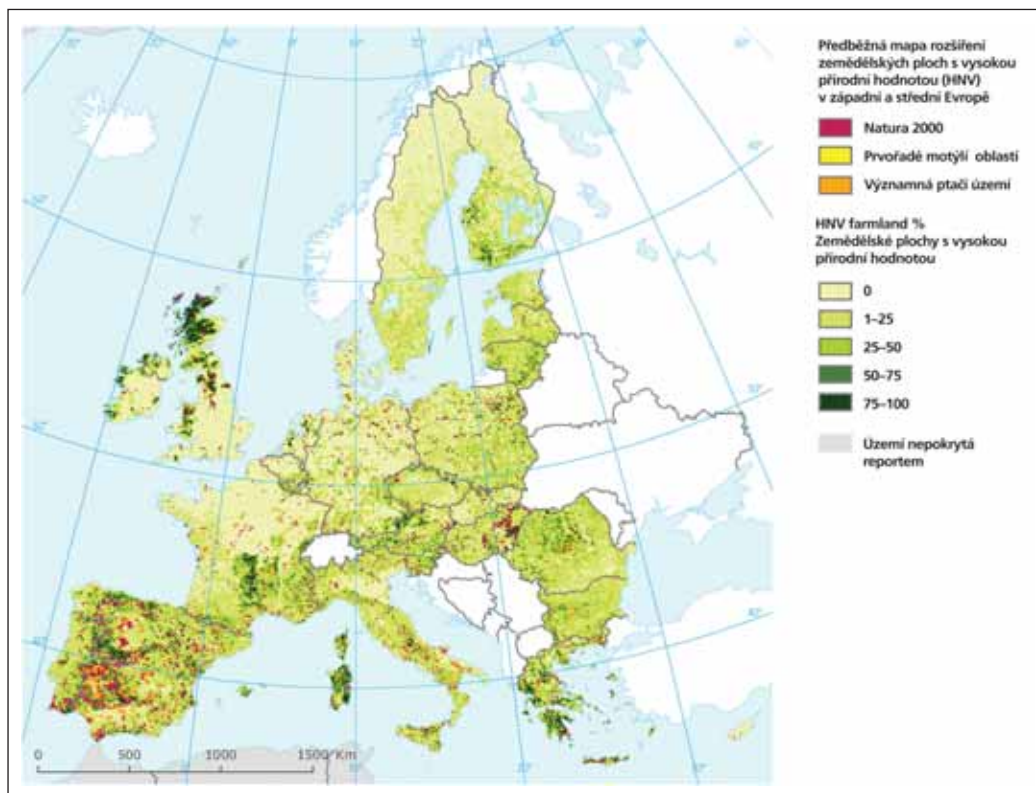 Předběžná mapa rozšíření
zemědělských ploch s vysokou
přírodní hodnotou (HNV)
v západní a střední Evropě
Natura 2000
Prvořadé motýlí oblasti
Významná ptačí území
HNV farmland %
Zemědělské plochy s vysokou
přírodní hodnotou
0
1–25
25–50
50–75
75–100
Území nepokrytá
reportem
0 500 1000 1500 Km